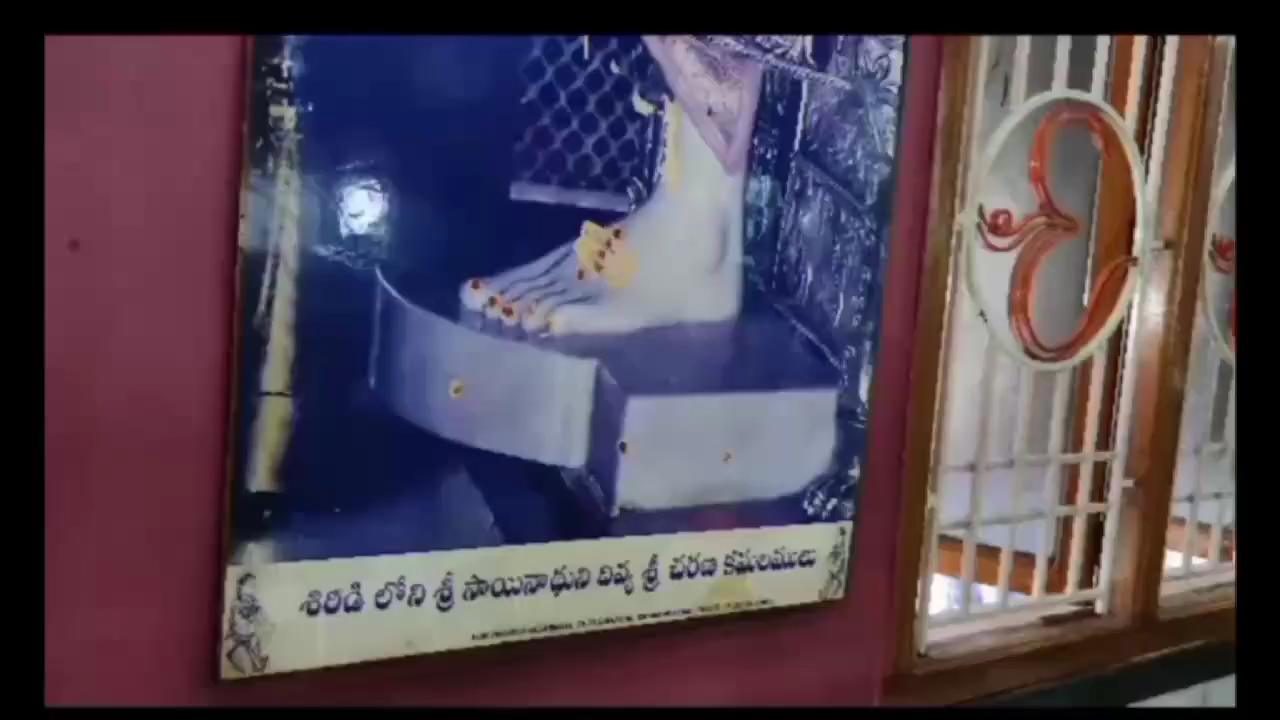 శిరిడి లోని శ్రీ సాయినాథుని దివ్య శ్రీ చరణ కమలములు